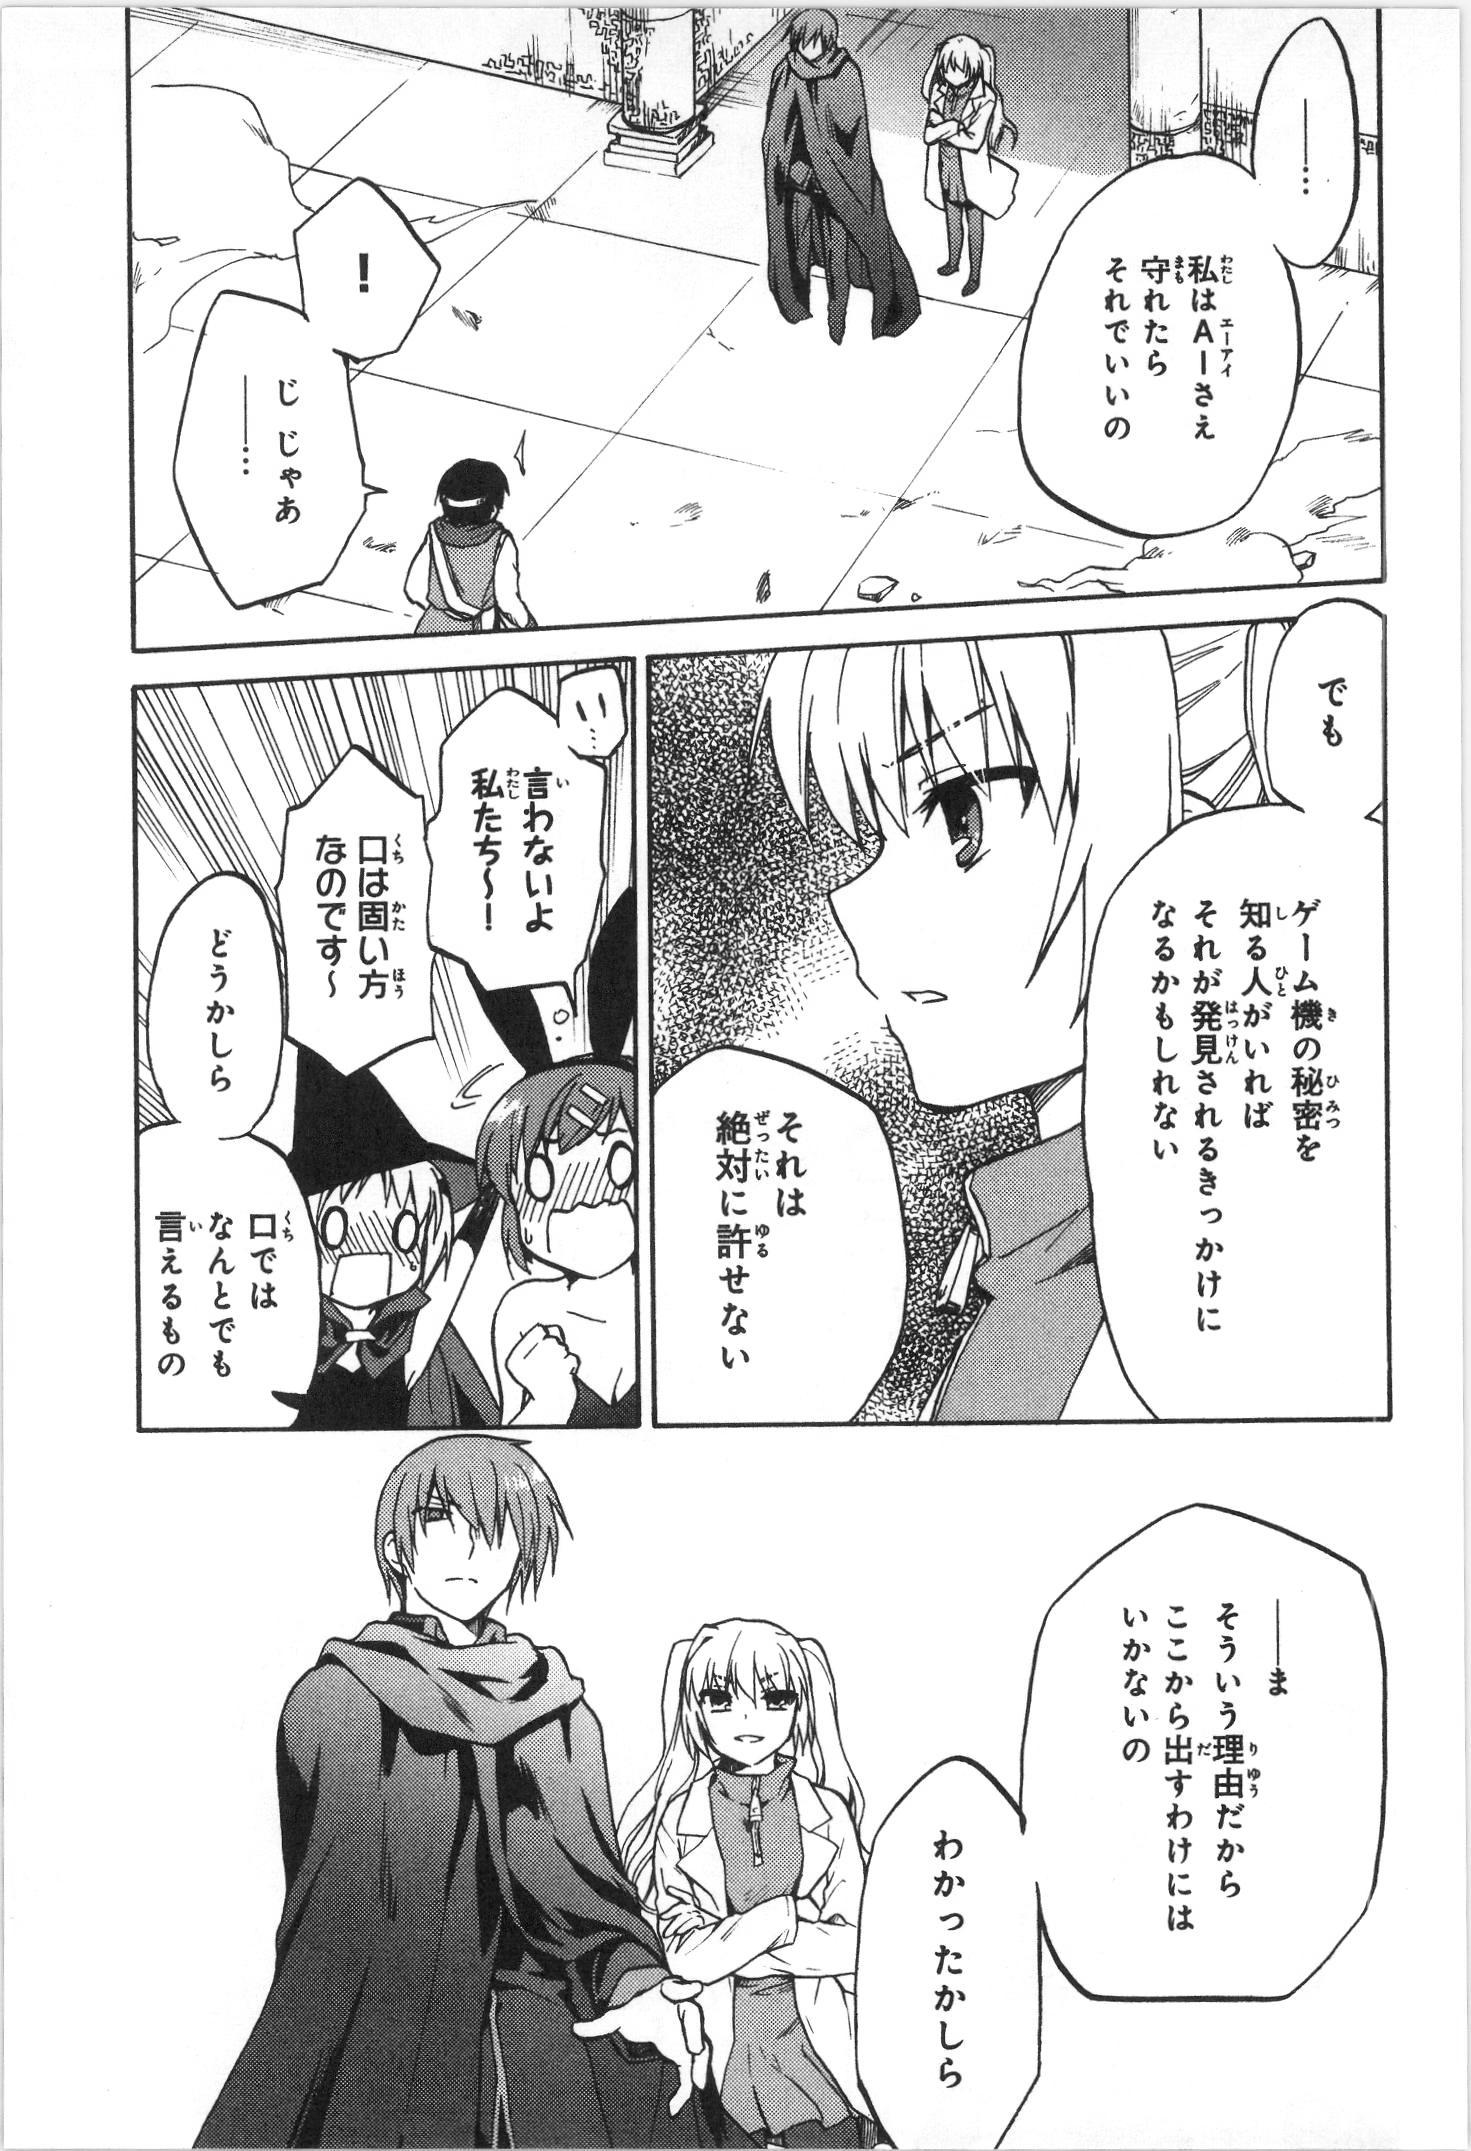 ――…
私はAIさえ
守れたら
それでいいの
！
じ じゃあ
――…
でも
ゲーム機の秘密を
知る人がいれば
それが発見されるきっかけに
なるかもしれない
それは
絶対に許せない
！！…
言わないよ
私たち～！
口は固い方
なのです～
どうかしら
口では
なんとでも
言えるもの
――ま
そういう理由だから
ここから出すわけには
いかないの
わかったかしら